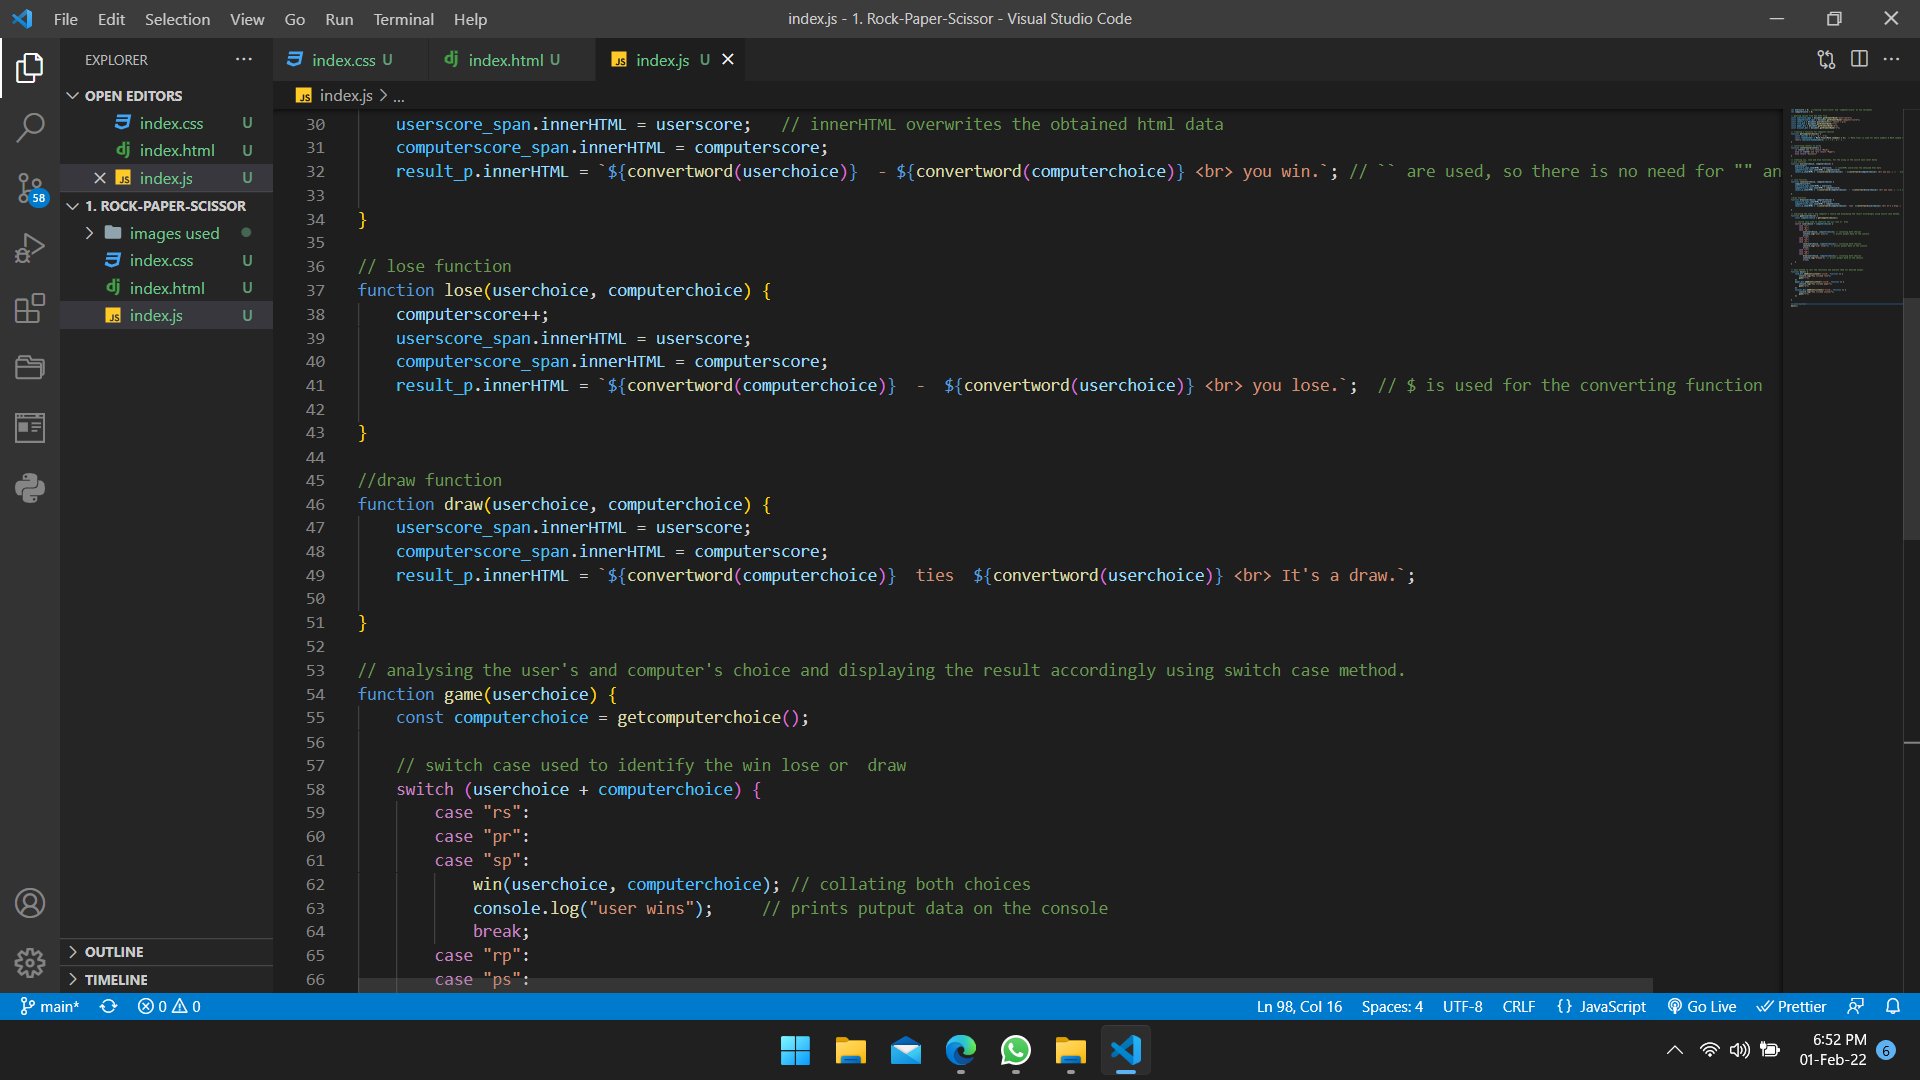 File Edit Selection View Go Run Terminal Help
index.js - 1. Rock-Paper-Scissor - Visual Studio Code
EXPLORER
index.css U
index.html U
JS index.js U
JS index.js > ...
OPEN EDITORS
index.css U
dj index.html U
JS index.js U
58
1. ROCK-PAPER-SCISSOR
images used
index.css U
dj index.html U
JS index.js U
OUTLINE
TIMELINE
30 userscore_span.innerHTML = userscore; // innerHTML overwrites the obtained html data
31 computerscore_span.innerHTML = computerscore;
32 result_p.innerHTML = `${convertword(userchoice)} - ${convertword(computerchoice)} <br> you win.`; // `` are used, so there is no need for "" an
33
34 }
35
36 // lose function
37 function lose(userchoice, computerchoice) {
38 computerscore++;
39 userscore_span.innerHTML = userscore;
40 computerscore_span.innerHTML = computerscore;
41 result_p.innerHTML = `${convertword(computerchoice)} - ${convertword(userchoice)} <br> you lose.`; // $ is used for the converting function
42
43 }
44
45 //draw function
46 function draw(userchoice, computerchoice) {
47 userscore_span.innerHTML = userscore;
48 computerscore_span.innerHTML = computerscore;
49 result_p.innerHTML = `${convertword(computerchoice)} ties ${convertword(userchoice)} <br> It's a draw.`;
50
51 }
52
53 // analysing the user's and computer's choice and displaying the result accordingly using switch case method.
54 function game(userchoice) {
55 const computerchoice = getcomputerchoice();
56
57 // switch case used to identify the win lose or draw
58 switch (userchoice + computerchoice) {
59 case "rs":
60 case "pr":
61 case "sp":
62 win(userchoice, computerchoice); // collating both choices
63 console.log("user wins"); // prints putput data on the console
64 break;
65 case "rp":
66 case "ps":
main* 0 0 Ln 98, Col 16 Spaces: 4 UTF-8 CRLF {} JavaScript Go Live Prettier
6:52 PM
01-Feb-22 6